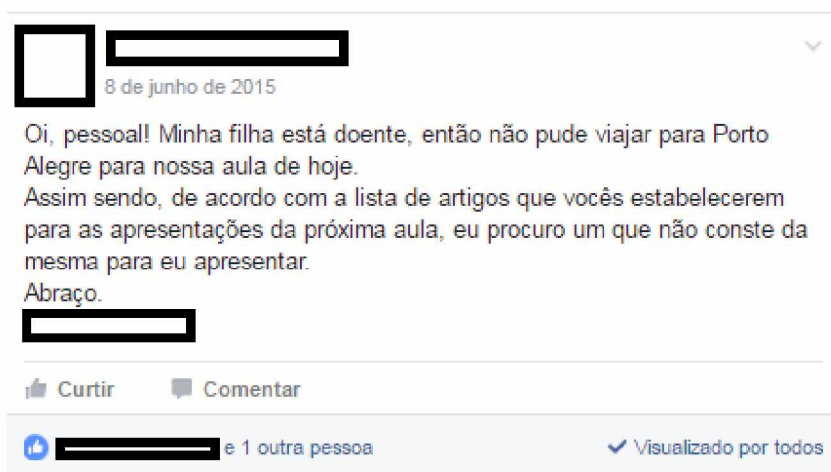 8 de junho de 2015
Oi, pessoal! Minha filha está doente, então não pude viajar para Porto
Alegre para nossa aula de hoje.
Assim sendo, de acordo com a lista de artigos que vocês estabelecerem
para as apresentações da próxima aula, eu procuro um que não conste da
mesma para eu apresentar.
Abraço.
Curtir Comentar
e 1 outra pessoa Visualizado por todos